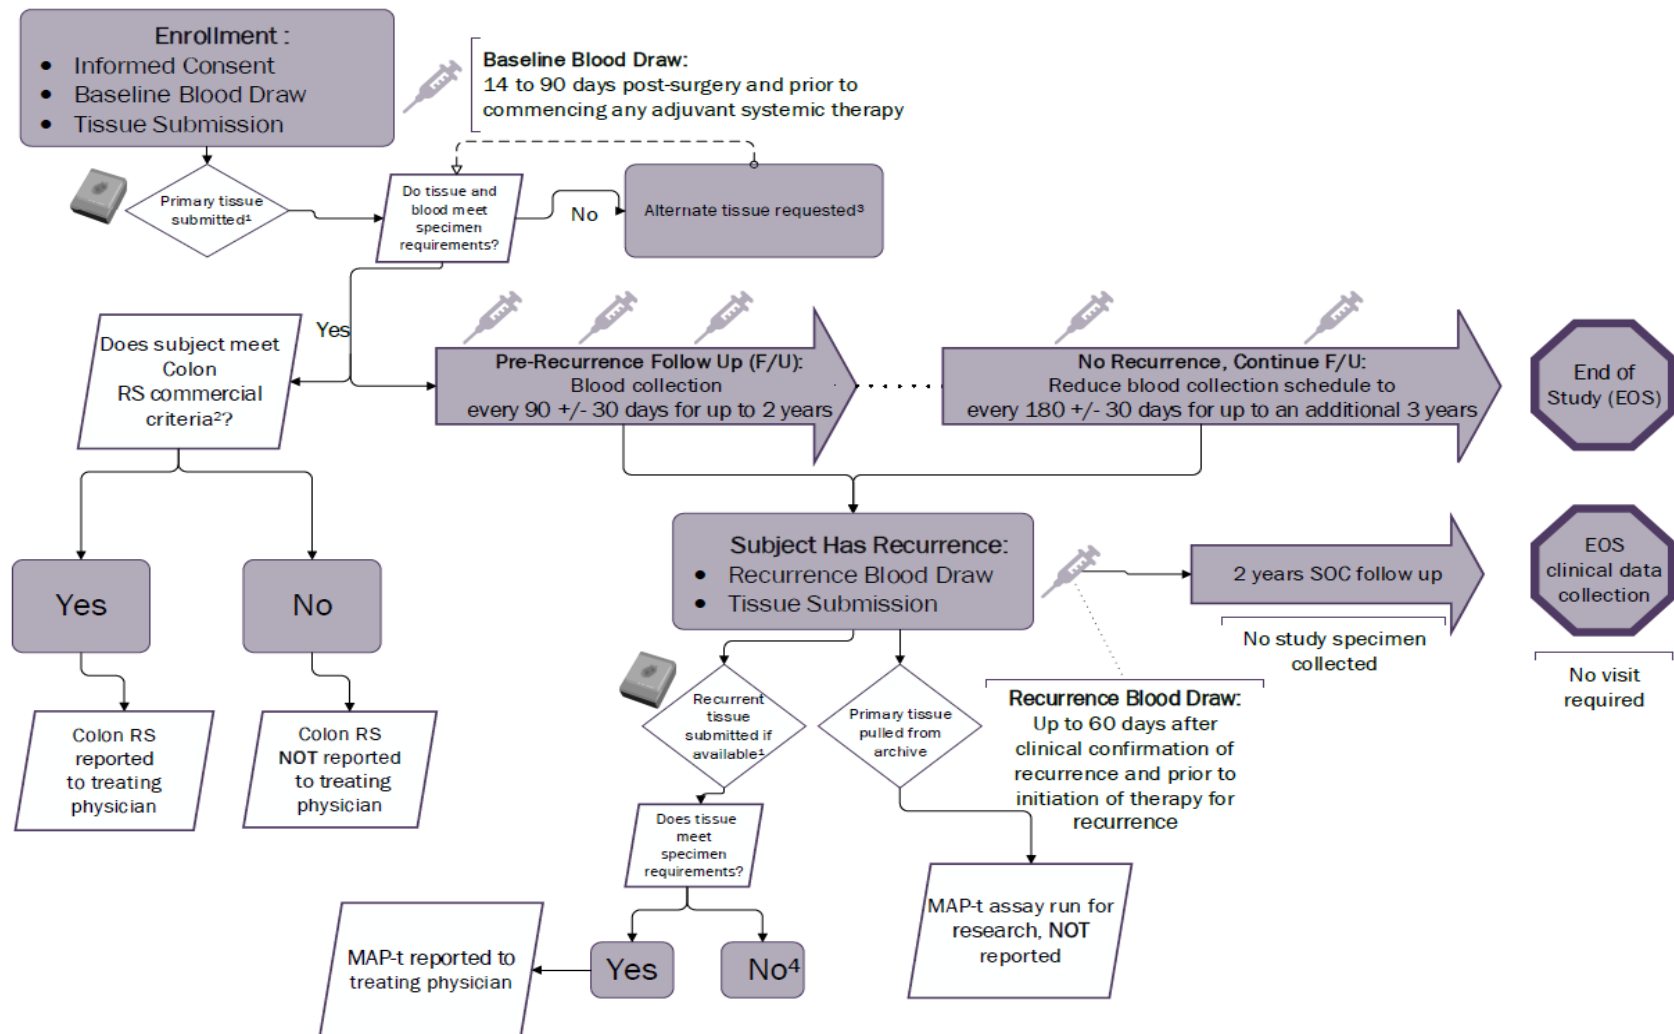 Enrollment :
• Informed Consent
• Baseline Blood Draw
• Tissue Submission
Baseline Blood Draw:
14 to 90 days post-surgery and prior to
commencing any adjuvant systemic therapy
Primary tissue
submitted¹
Do tissue and
blood meet
specimen
requirements?
No
Alternate tissue requested³
Yes
Does subject meet
Colon
RS commercial
criteria²?
Pre-Recurrence Follow Up (F/U):
Blood collection
every 90 +/- 30 days for up to 2 years
No Recurrence, Continue F/U:
Reduce blood collection schedule to
every 180 +/- 30 days for up to an additional 3 years
End of
Study (EOS)
Yes
No
Colon RS
reported
to treating
physician
Colon RS
NOT reported
to treating
physician
Subject Has Recurrence:
• Recurrence Blood Draw
• Tissue Submission
2 years SOC follow up
EOS
clinical data
collection
No study specimen
collected
No visit
required
Recurrent
tissue
submitted if
available¹
Primary tissue
pulled from
archive
Recurrence Blood Draw:
Up to 60 days after
clinical confirmation of
recurrence and prior to
initiation of therapy for
recurrence
Does tissue
meet
specimen
requirements?
Yes
No⁴
MAP-t reported to
treating physician
MAP-t assay run for
research, NOT
reported